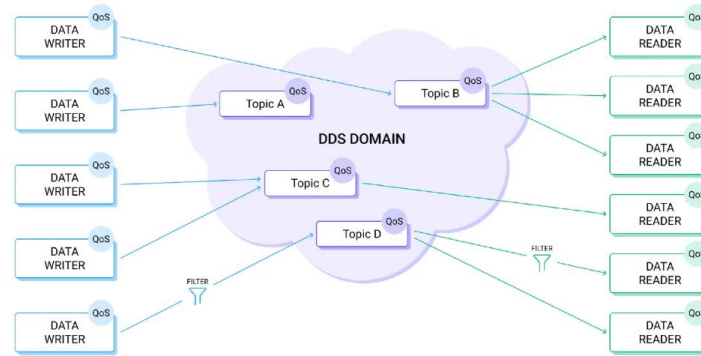 QoS
DATA
WRITER
QoS
DATA
WRITER
QoS
DATA
WRITER
QoS
DATA
WRITER
QoS
DATA
WRITER
FILTER
DDS DOMAIN
QoS
Topic A
QoS
Topic B
QoS
Topic C
QoS
Topic D
FILTER
QoS
DATA
READER
QoS
DATA
READER
QoS
DATA
READER
QoS
DATA
READER
QoS
DATA
READER
QoS
DATA
READER